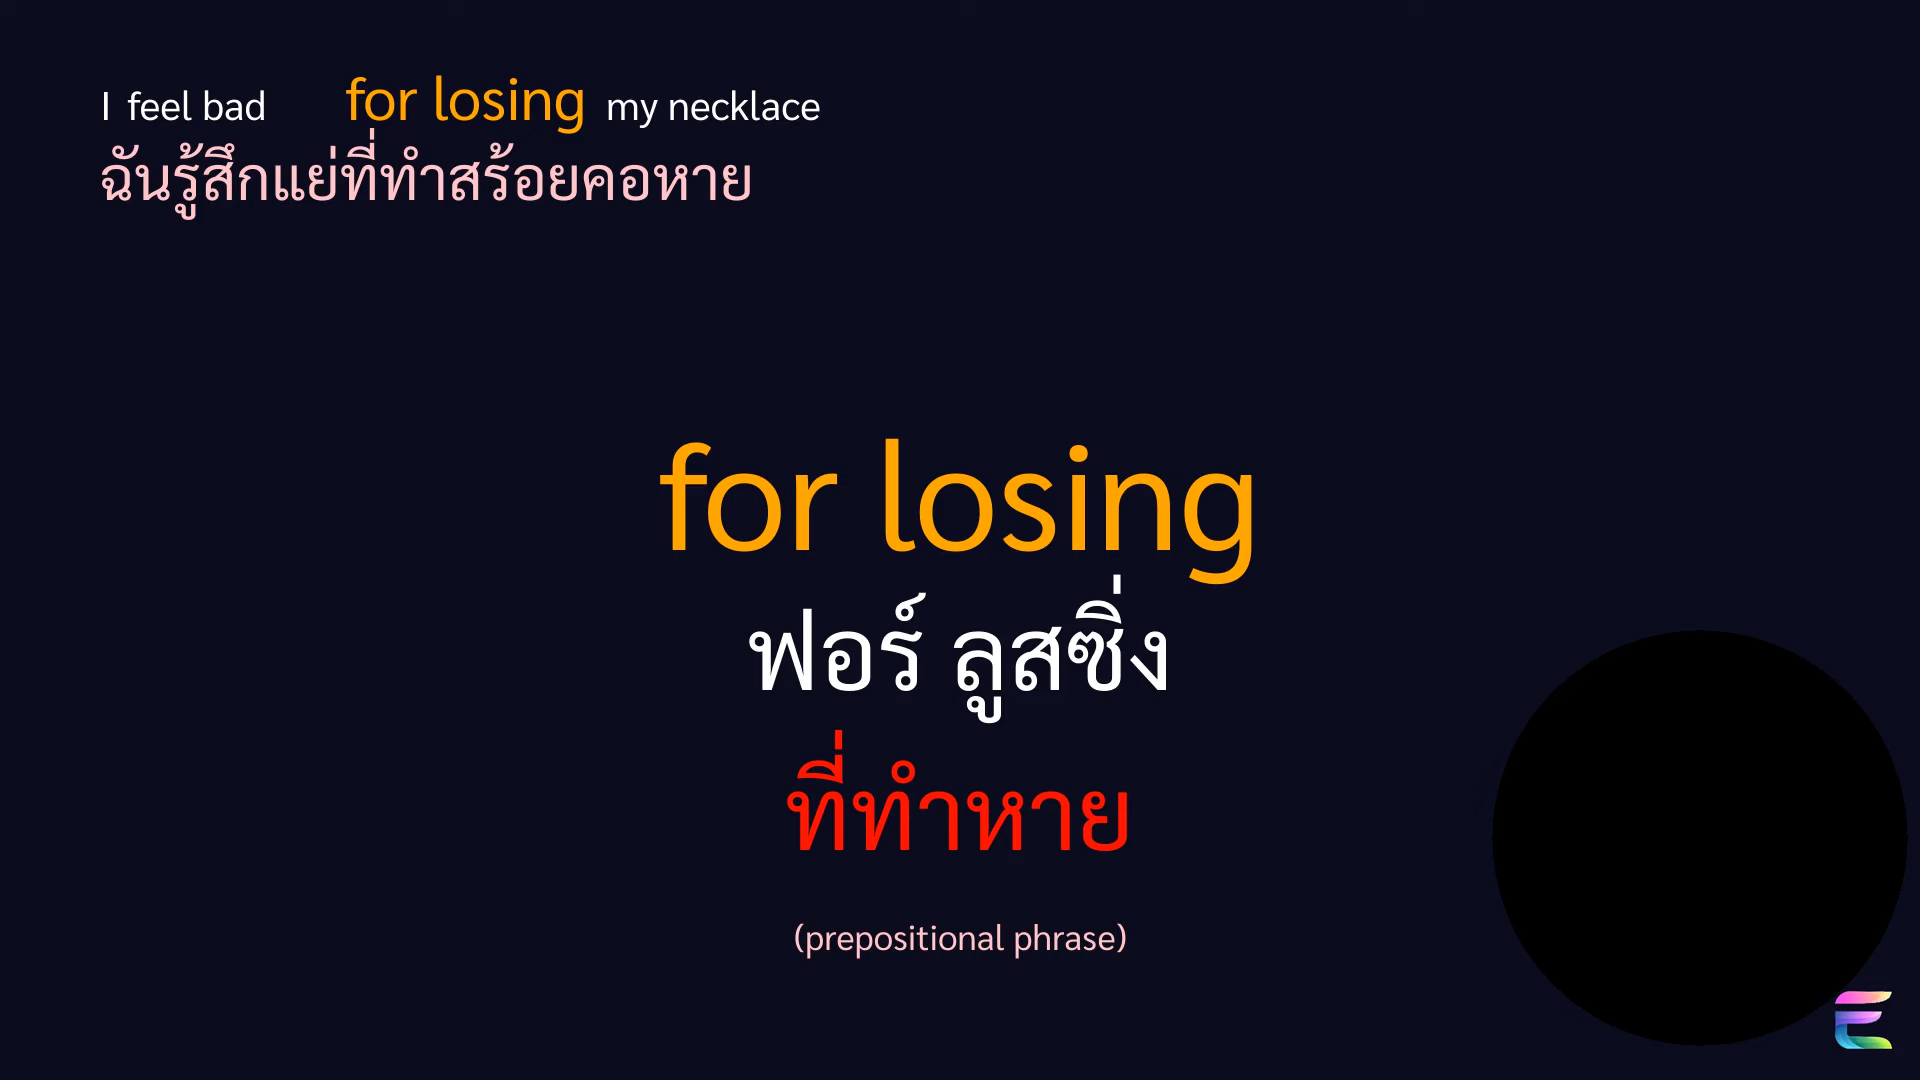 I feel bad for losing my necklace
ฉันรู้สึกแย่ที่ทำสร้อยคอหาย
for losing
ฟอร์ ลูสซิ่ง
ที่ทำหาย
(prepositional phrase)